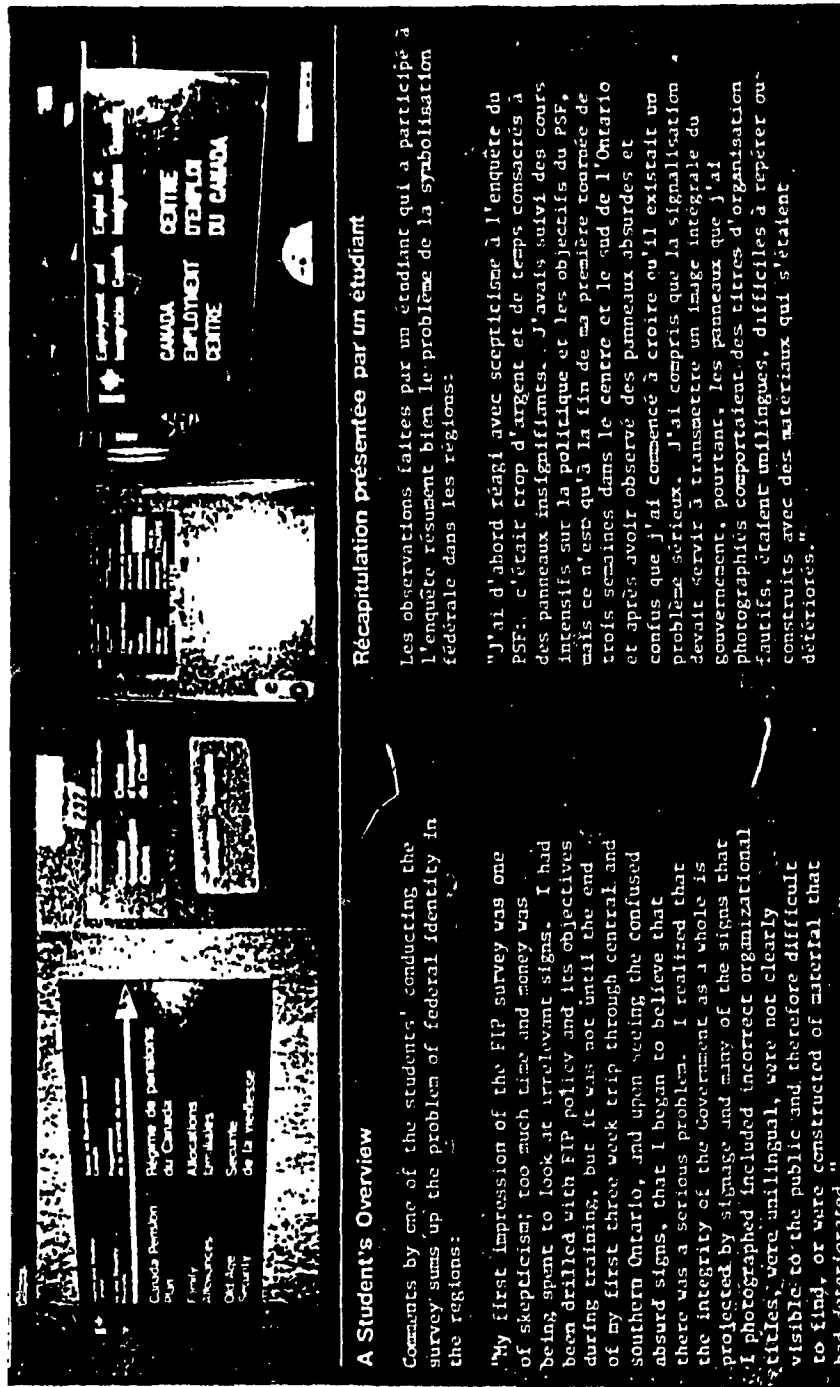 Canada Pension
Plan
Régime de pensions
du Canada
Family
Allowances
Allocations
familiales
Old Age
Security
Sécurité
de la vieillesse
237
Employment and
Immigration Canada
Emploi et
Immigration Canada
CANADA
EMPLOYMENT
CENTRE
CENTRE
D'EMPLOI
DU CANADA
A Student's Overview
Comments by one of the students' conducting the
survey sums up the problem of federal identity in
the regions:
"My first impression of the FIP survey was one
of skepticism; too much time and money was
being spent to look at irrelevant signs. I had
been drilled with FIP policy and its objectives
during training, but it was not until the end
of my first three week trip through central and
southern Ontario, and upon seeing the confused
absurd signs, that I began to believe that
there was a serious problem. I realized that
the integrity of the Government as a whole is
projected by signage and many of the signs that
I photographed included incorrect organizational
titles, were unilingual, were not clearly
visible to the public and therefore difficult
to find, or were constructed of material that
had deteriorated."
Récapitulation présentée par un étudiant
Les observations faites par un étudiant qui a participé à
l'enquête résument bien le problème de la symbolisation
fédérale dans les régions:
"J'ai d'abord réagi avec scepticisme à l'enquête du
PSF: c'était trop d'argent et de temps consacrés à
des panneaux insignifiants. J'avais suivi des cours
intensifs sur la politique et les objectifs du PSF,
mais ce n'est qu'à la fin de ma première tournée de
trois semaines dans le centre et le sud de l'Ontario
et après avoir observé des panneaux absurdes et
confus que j'ai commencé à croire qu'il existait un
problème sérieux. J'ai compris que la signalisation
devait servir à transmettre un image intégrale du
gouvernement, pourtant, les panneaux que j'ai
photographiés comportaient des titres d'organisation
fautifs, étaient unilingues, difficiles à repérer ou
construits avec des matériaux qui s'étaient
détériorés."